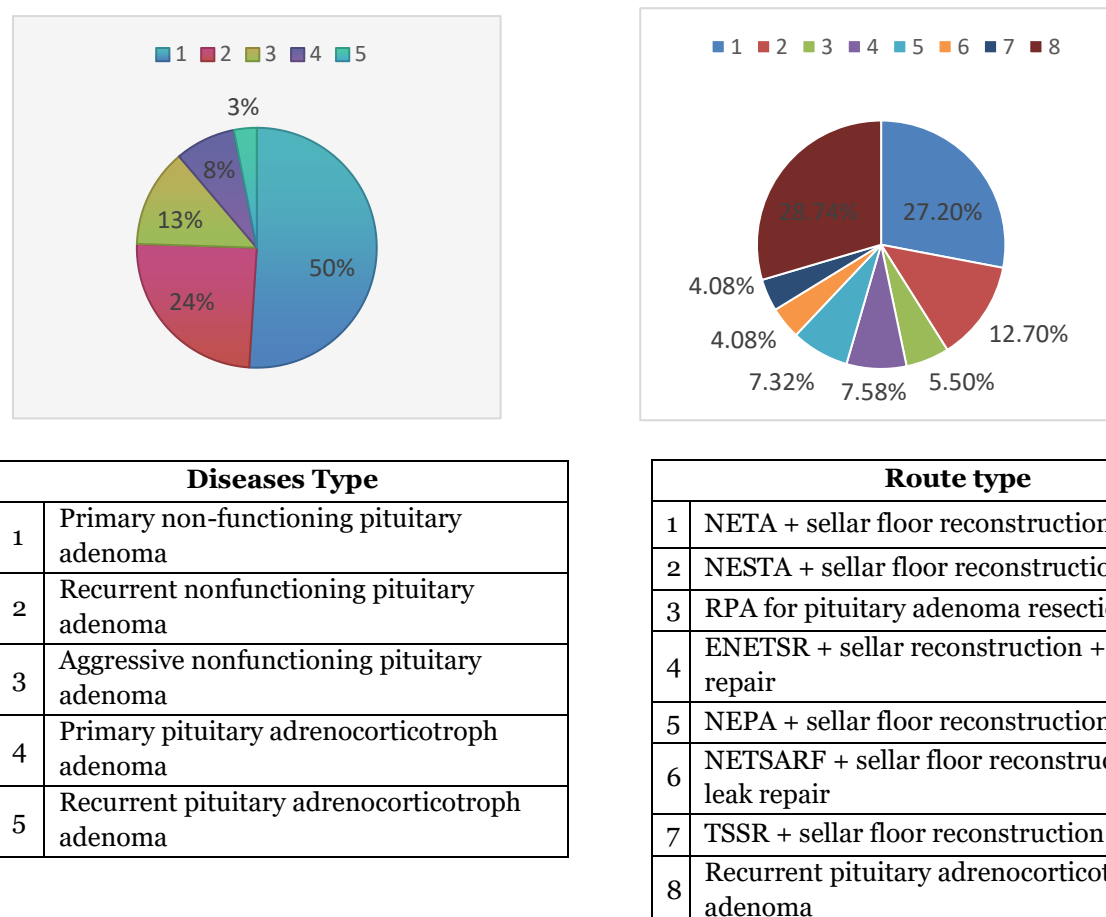 1 2 3 4 5
3%
8%
13%
50%
24%
1 2 3 4 5 6 7 8
28.74%
27.20%
4.08%
4.08%
12.70%
7.32%
7.58%
5.50%
Diseases Type
1 Primary non-functioning pituitary
adenoma
2 Recurrent nonfunctioning pituitary
adenoma
3 Aggressive nonfunctioning pituitary
adenoma
4 Primary pituitary adrenocorticotroph
adenoma
5 Recurrent pituitary adrenocorticotroph
adenoma
Route type
1 NETA + sellar floor reconstruction
2 NESTA + sellar floor
3 RPA for pituitary adenoma
4 ENETSR + sellar reconstruction +
repair
5 NEPA + sellar floor reconstruction
6 NETSARF + sellar floor
leak repair
7 TSSR + sellar floor reconstruction
8 Recurrent pituitary
adenoma